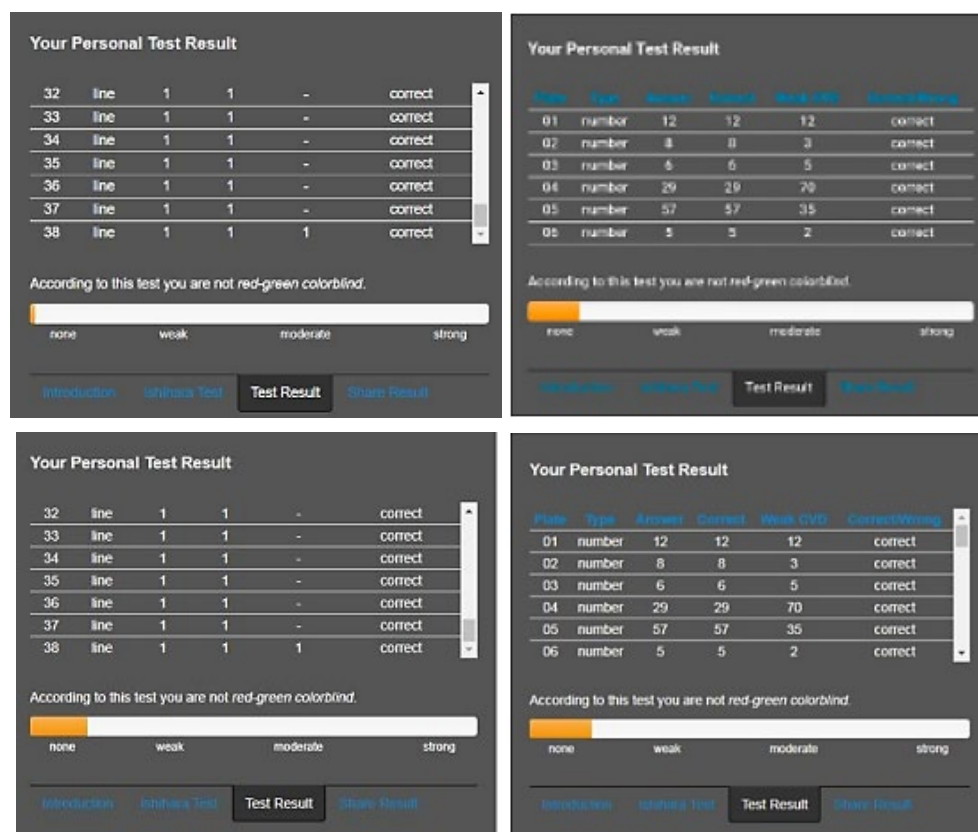 Your Personal Test Result
32 line 1 1 - correct
33 line 1 1 - correct
34 line 1 1 - correct
35 line 1 1 - correct
36 line 1 1 - correct
37 line 1 1 - correct
38 line 1 1 1 correct
According to this test you are not red-green colorblind.
none weak moderate strong
Introduction Ishihara Test Test Result Share Result
Your Personal Test Result
Plate Type Answer Correct Weak CVD Correct/Wrong
01 number 12 12 12 correct
02 number 8 8 3 correct
03 number 6 6 5 correct
04 number 29 29 70 correct
05 number 57 57 35 correct
06 number 5 5 2 correct
According to this test you are not red-green colorblind.
none weak moderate strong
Introduction Ishihara Test Test Result Share Result
Your Personal Test Result
32 line 1 1 - correct
33 line 1 1 - correct
34 line 1 1 - correct
35 line 1 1 - correct
36 line 1 1 - correct
37 line 1 1 - correct
38 line 1 1 1 correct
According to this test you are not red-green colorblind.
none weak moderate strong
Introduction Ishihara Test Test Result Share Result
Your Personal Test Result
Plate Type Answer Correct Weak CVD Correct/Wrong
01 number 12 12 12 correct
02 number 8 8 3 correct
03 number 6 6 5 correct
04 number 29 29 70 correct
05 number 57 57 35 correct
06 number 5 5 2 correct
According to this test you are not red-green colorblind.
none weak moderate strong
Introduction Ishihara Test Test Result Share Result